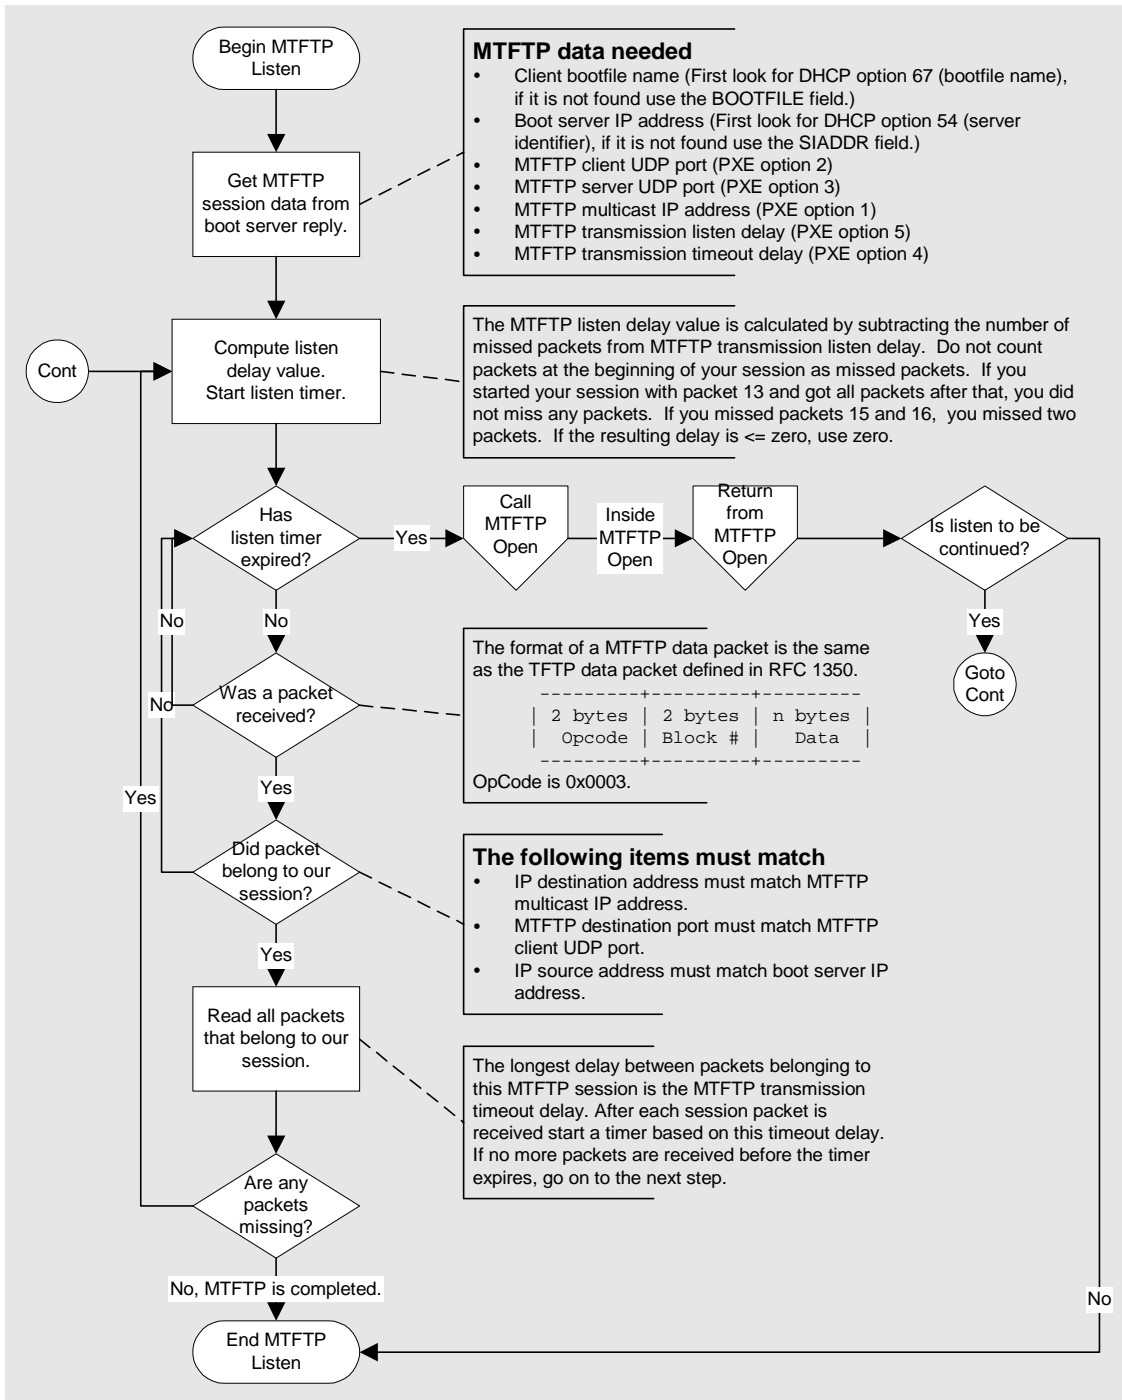 Begin MTFTP
Listen
MTFTP data needed
• Client bootfile name (First look for DHCP option 67 (bootfile name),
if it is not found use the BOOTFILE field.)
• Boot server IP address (First look for DHCP option 54 (server
identifier), if it is not found use the SIADDR field.)
• MTFTP client UDP port (PXE option 2)
• MTFTP server UDP port (PXE option 3)
• MTFTP multicast IP address (PXE option 1)
• MTFTP transmission listen delay (PXE option 5)
• MTFTP transmission timeout delay (PXE option 4)
Get MTFTP
session data from
boot server reply.
Cont
Compute listen
delay value.
Start listen timer.
The MTFTP listen delay value is calculated by subtracting the number of
missed packets from MTFTP transmission listen delay. Do not count
packets at the beginning of your session as missed packets. If you
started your session with packet 13 and got all packets after that, you did
not miss any packets. If you missed packets 15 and 16, you missed two
packets. If the resulting delay is <= zero, use zero.
Has
listen timer
expired?
Yes
Call
MTFTP
Open
Inside
MTFTP
Open
Return
from
MTFTP
Open
Is listen to be
continued?
No
No
Yes
Goto
Cont
The format of a MTFTP data packet is the same
as the TFTP data packet defined in RFC 1350.
---------+---------+---------
| 2 bytes | 2 bytes | n bytes |
| Opcode | Block # | Data |
---------+---------+---------
OpCode is 0x0003.
Was a packet
received?
No
Yes
Yes
Did packet
belong to our
session?
The following items must match
• IP destination address must match MTFTP
multicast IP address.
• MTFTP destination port must match MTFTP
client UDP port.
• IP source address must match boot server IP
address.
Yes
Read all packets
that belong to our
session.
The longest delay between packets belonging to
this MTFTP session is the MTFTP transmission
timeout delay. After each session packet is
received start a timer based on this timeout delay.
If no more packets are received before the timer
expires, go on to the next step.
Are any
packets
missing?
No, MTFTP is completed.
No
End MTFTP
Listen